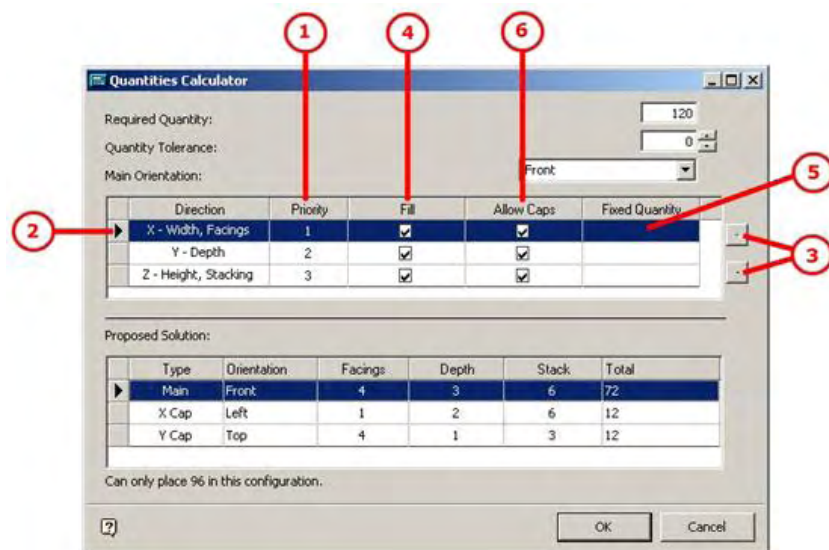 1 4 6
Quantities Calculator
Required Quantity: 120
Quantity Tolerance: 0
Main Orientation: Front
5
Direction Priority Fill Allow Caps Fixed Quantity
2 X - Width, Facings 1
Y - Depth 2
3
Z - Height, Stacking 3
Proposed Solution:
Type Orientation Facings Depth Stack Total
Main Front 4 3 6 72
X Cap Left 1 2 6 12
Y Cap Top 4 1 3 12
Can only place 96 in this configuration.
? OK Cancel